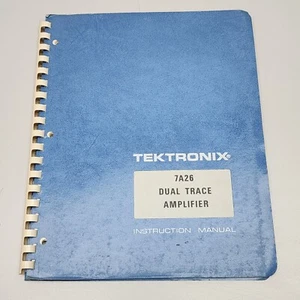 TEKTRONIX®
7A26
DUAL TRACE
AMPLIFIER
INSTRUCTION MANUAL